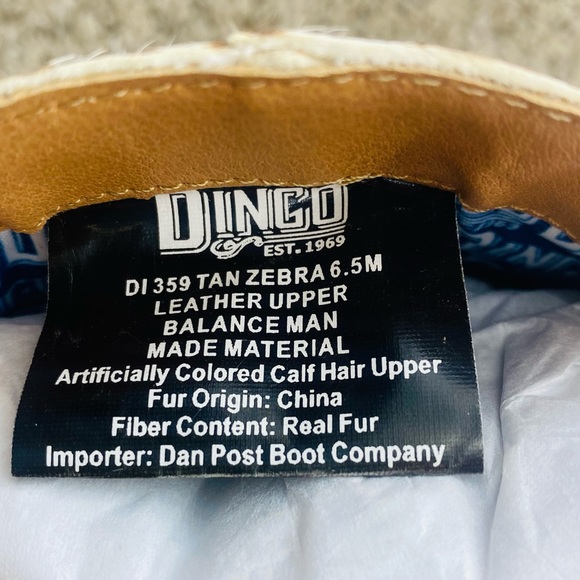 DINGO
EST. 1969
DI 359 TAN ZEBRA 6.5M
LEATHER UPPER
BALANCE MAN
MADE MATERIAL
Artificially Colored Calf Hair Upper
Fur Origin: China
Fiber Content: Real Fur
Importer: Dan Post Boot Company